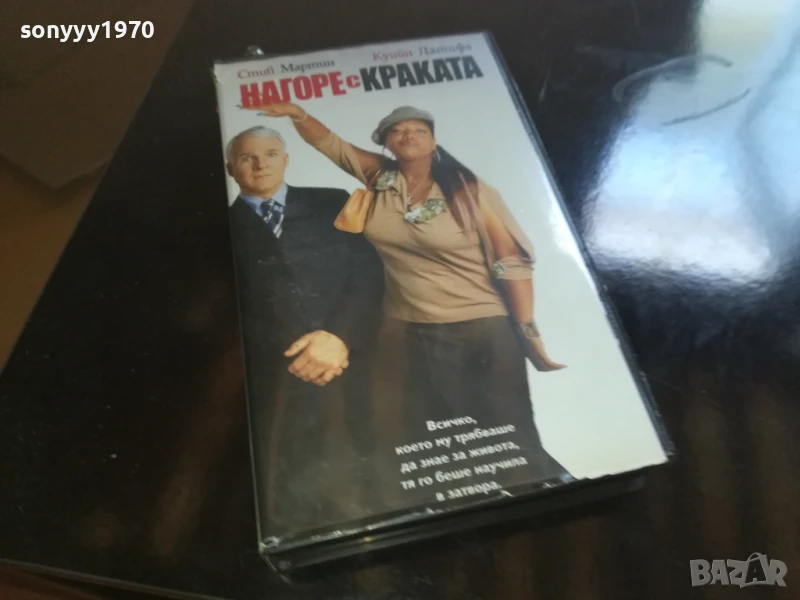 sonyyy1970
Стив Мартин Куийн Латифа
НАГОРЕ с КРАКАТА
Всичко,
което му трябваше
да знае за живота,
тя го беше научила
в затвора.
BAZAR